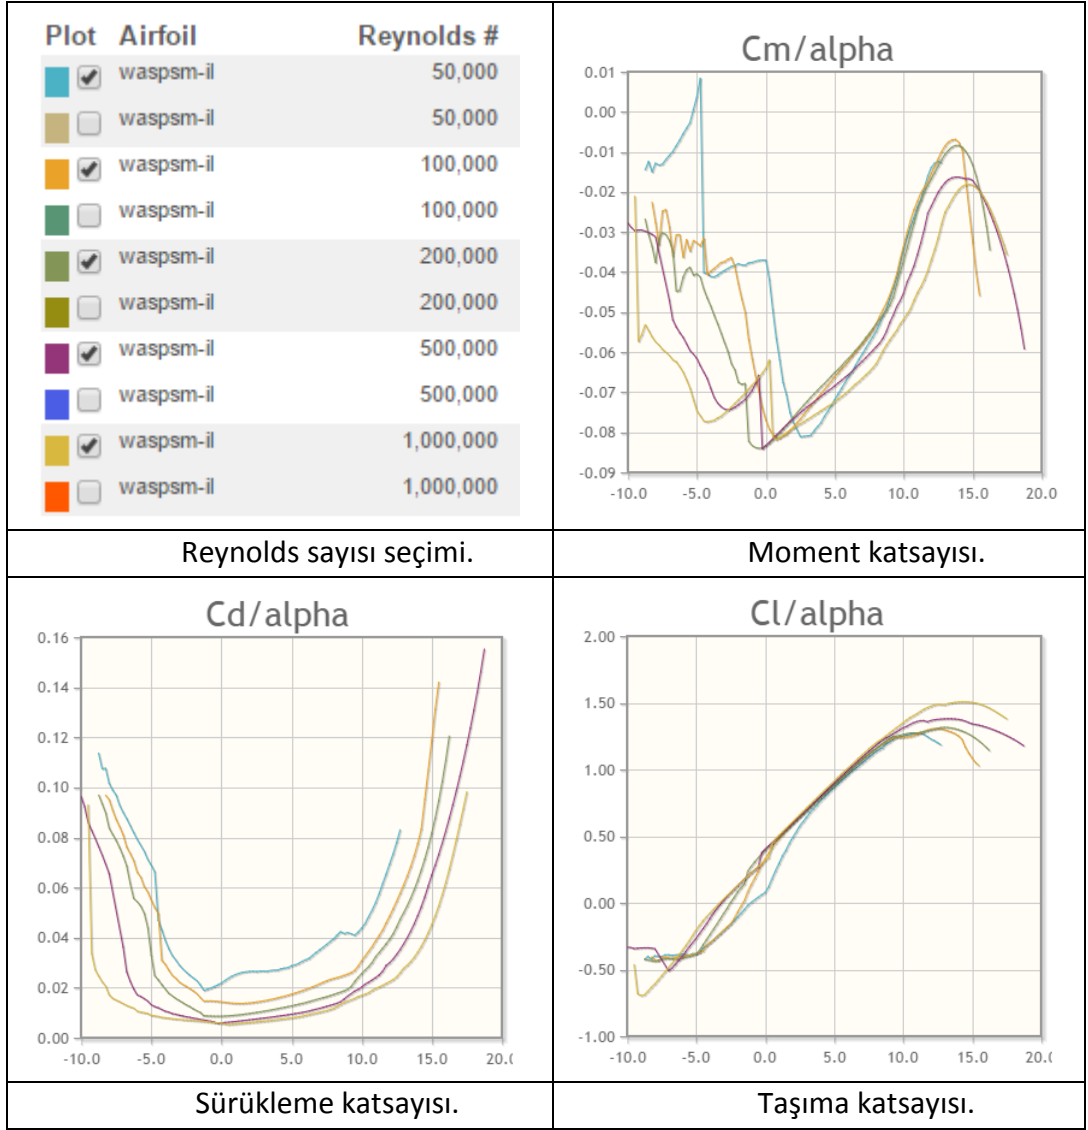 Plot Airfoil Reynolds #
waspsm-il 50,000
waspsm-il 50,000
waspsm-il 100,000
waspsm-il 100,000
waspsm-il 200,000
waspsm-il 200,000
waspsm-il 500,000
waspsm-il 500,000
waspsm-il 1,000,000
waspsm-il 1,000,000
Reynolds sayısı seçimi.
Cm/alpha
0.01
0.00
-0.01
-0.02
-0.03
-0.04
-0.05
-0.06
-0.07
-0.08
-0.09
-10.0 -5.0 0.0 5.0 10.0 15.0 20.0
Moment katsayısı.
Cd/alpha
0.16
0.14
0.12
0.10
0.08
0.06
0.04
0.02
0.00
-10.0 -5.0 0.0 5.0 10.0 15.0 20.(
Sürükleme katsayısı.
Cl/alpha
2.00
1.50
1.00
0.50
0.00
-0.50
-1.00
-10.0 -5.0 0.0 5.0 10.0 15.0 20.(
Taşıma katsayısı.